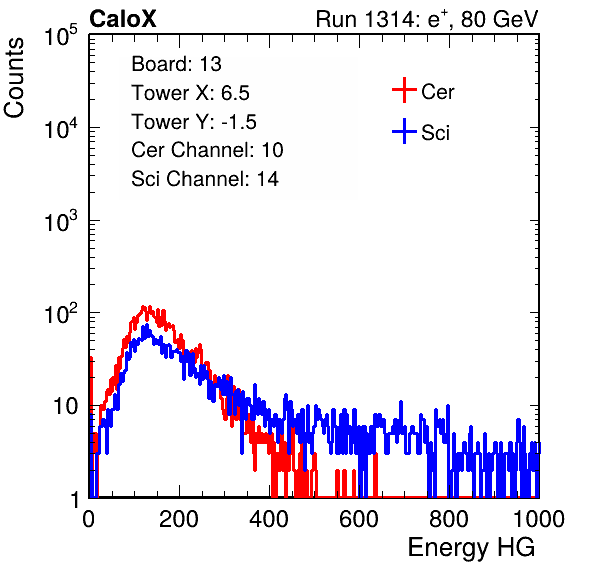 CaloX Run 1314: e⁺, 80 GeV
Counts
Board: 13
Tower X: 6.5
Tower Y: -1.5
Cer Channel: 10
Sci Channel: 14
Cer
Sci
10⁵
10⁴
10³
10²
10
1
0 200 400 600 800 1000
Energy HG